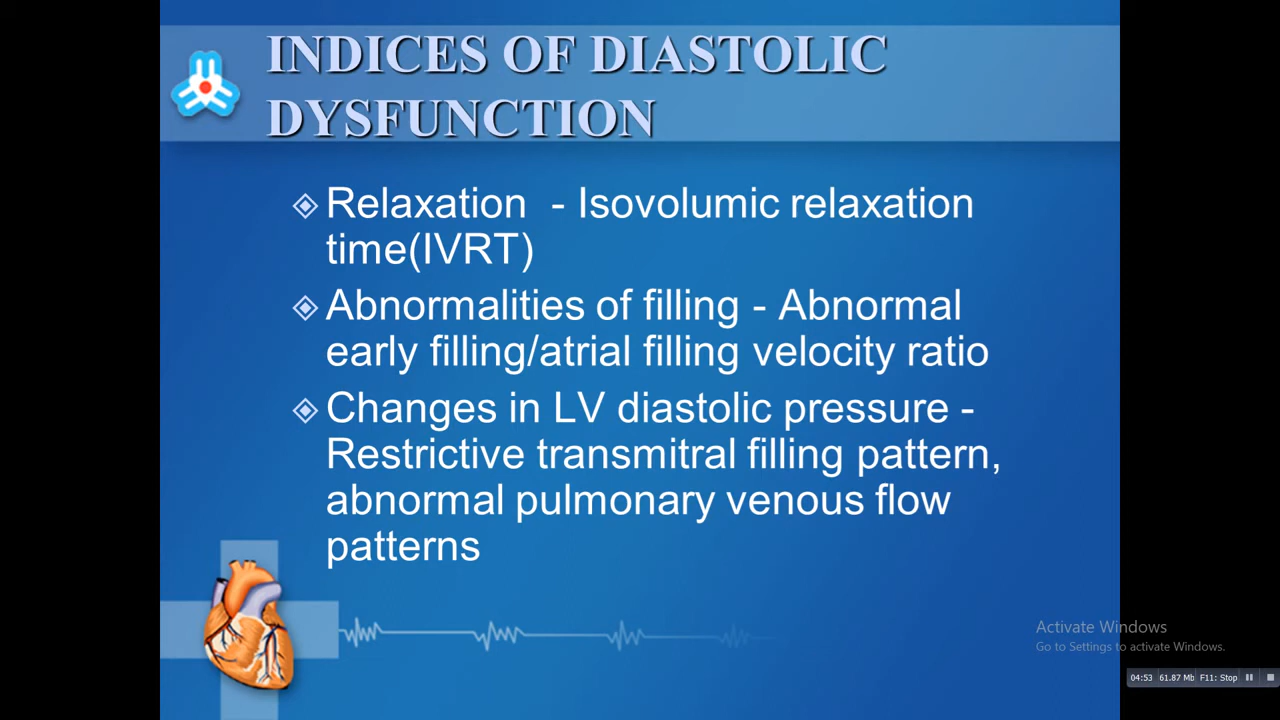 INDICES OF DIASTOLIC
DYSFUNCTION
Relaxation - Isovolumic relaxation
time(IVRT)
Abnormalities of filling - Abnormal
early filling/atrial filling velocity ratio
Changes in LV diastolic pressure -
Restrictive transmitral filling pattern,
abnormal pulmonary venous flow
patterns
Activate Windows
Go to Settings to activate Windows.
04:53 61.87 Mb F11: Stop